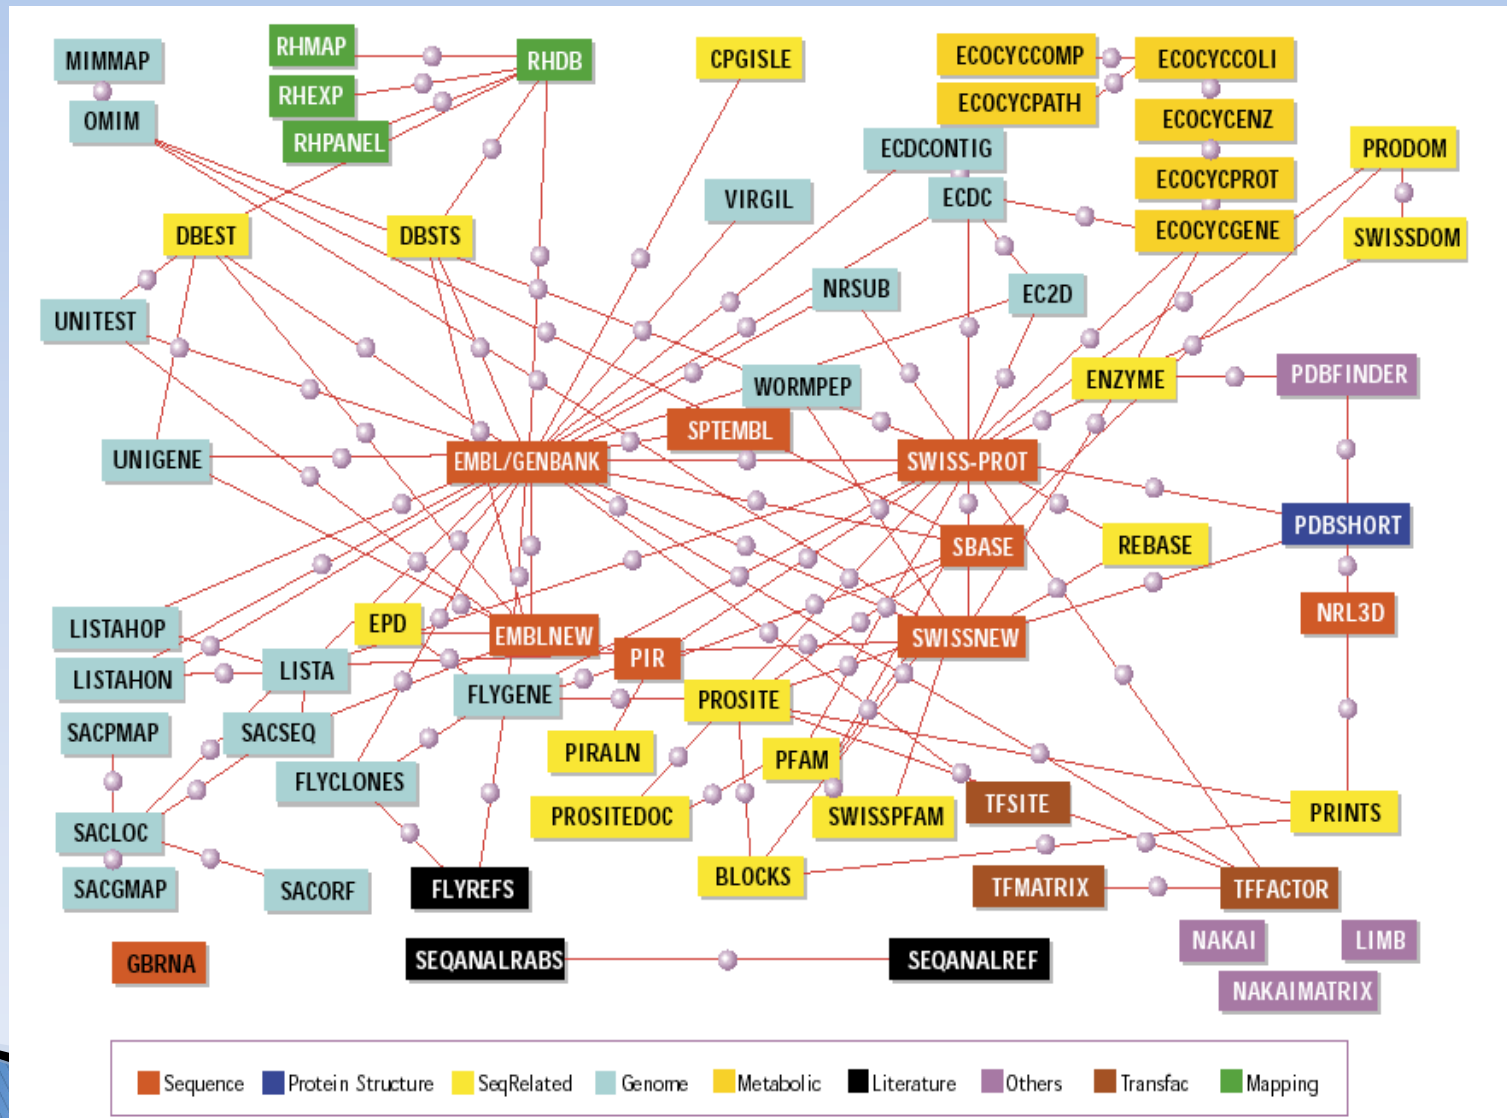 MIMMAP
RHMAP
RHDB
CPGISLE
ECOCYCCOMP
ECOCYCCOLI
RHEXP
ECOCYCPATH
OMIM
RHPANEL
ECOCYCENZ
ECDCONTIG
PRODOM
ECOCYCPROT
VIRGIL
ECDC
DBEST
DBSTS
ECOCYCGENE
SWISSDOM
UNITEST
NRSUB
EC2D
WORMPEP
ENZYME
PDBFINDER
SPTEMBL
UNIGENE
EMBL/GENBANK
SWISS-PROT
PDBSHORT
SBASE
REBASE
LISTAHOP
EPD
EMBLNEW
SWISSNEW
NRL3D
PIR
LISTAHON
LISTA
FLYGENE
PROSITE
SACPMAP
SACSEQ
PIRALN
PFAM
FLYCLONES
SACLOC
PROSITEDOC
SWISSPFAM
TFSITE
PRINTS
SACGMAP
SACORF
FLYREFS
BLOCKS
TFMATRIX
TFFACTOR
NAKAI
LIMB
GBRNA
SEQANALRABS
SEQANALREF
NAKAIMATRIX
Sequence Protein Structure SeqRelated Genome Metabolic Literature Others Transfac Mapping